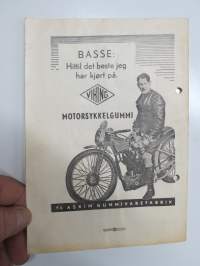 BASSE:
Hittil det beste jeg
har kjørt på.
VIKING
MOTORSYKKELGUMMI
A/S ASKIM GUMMIVAREFABRIK